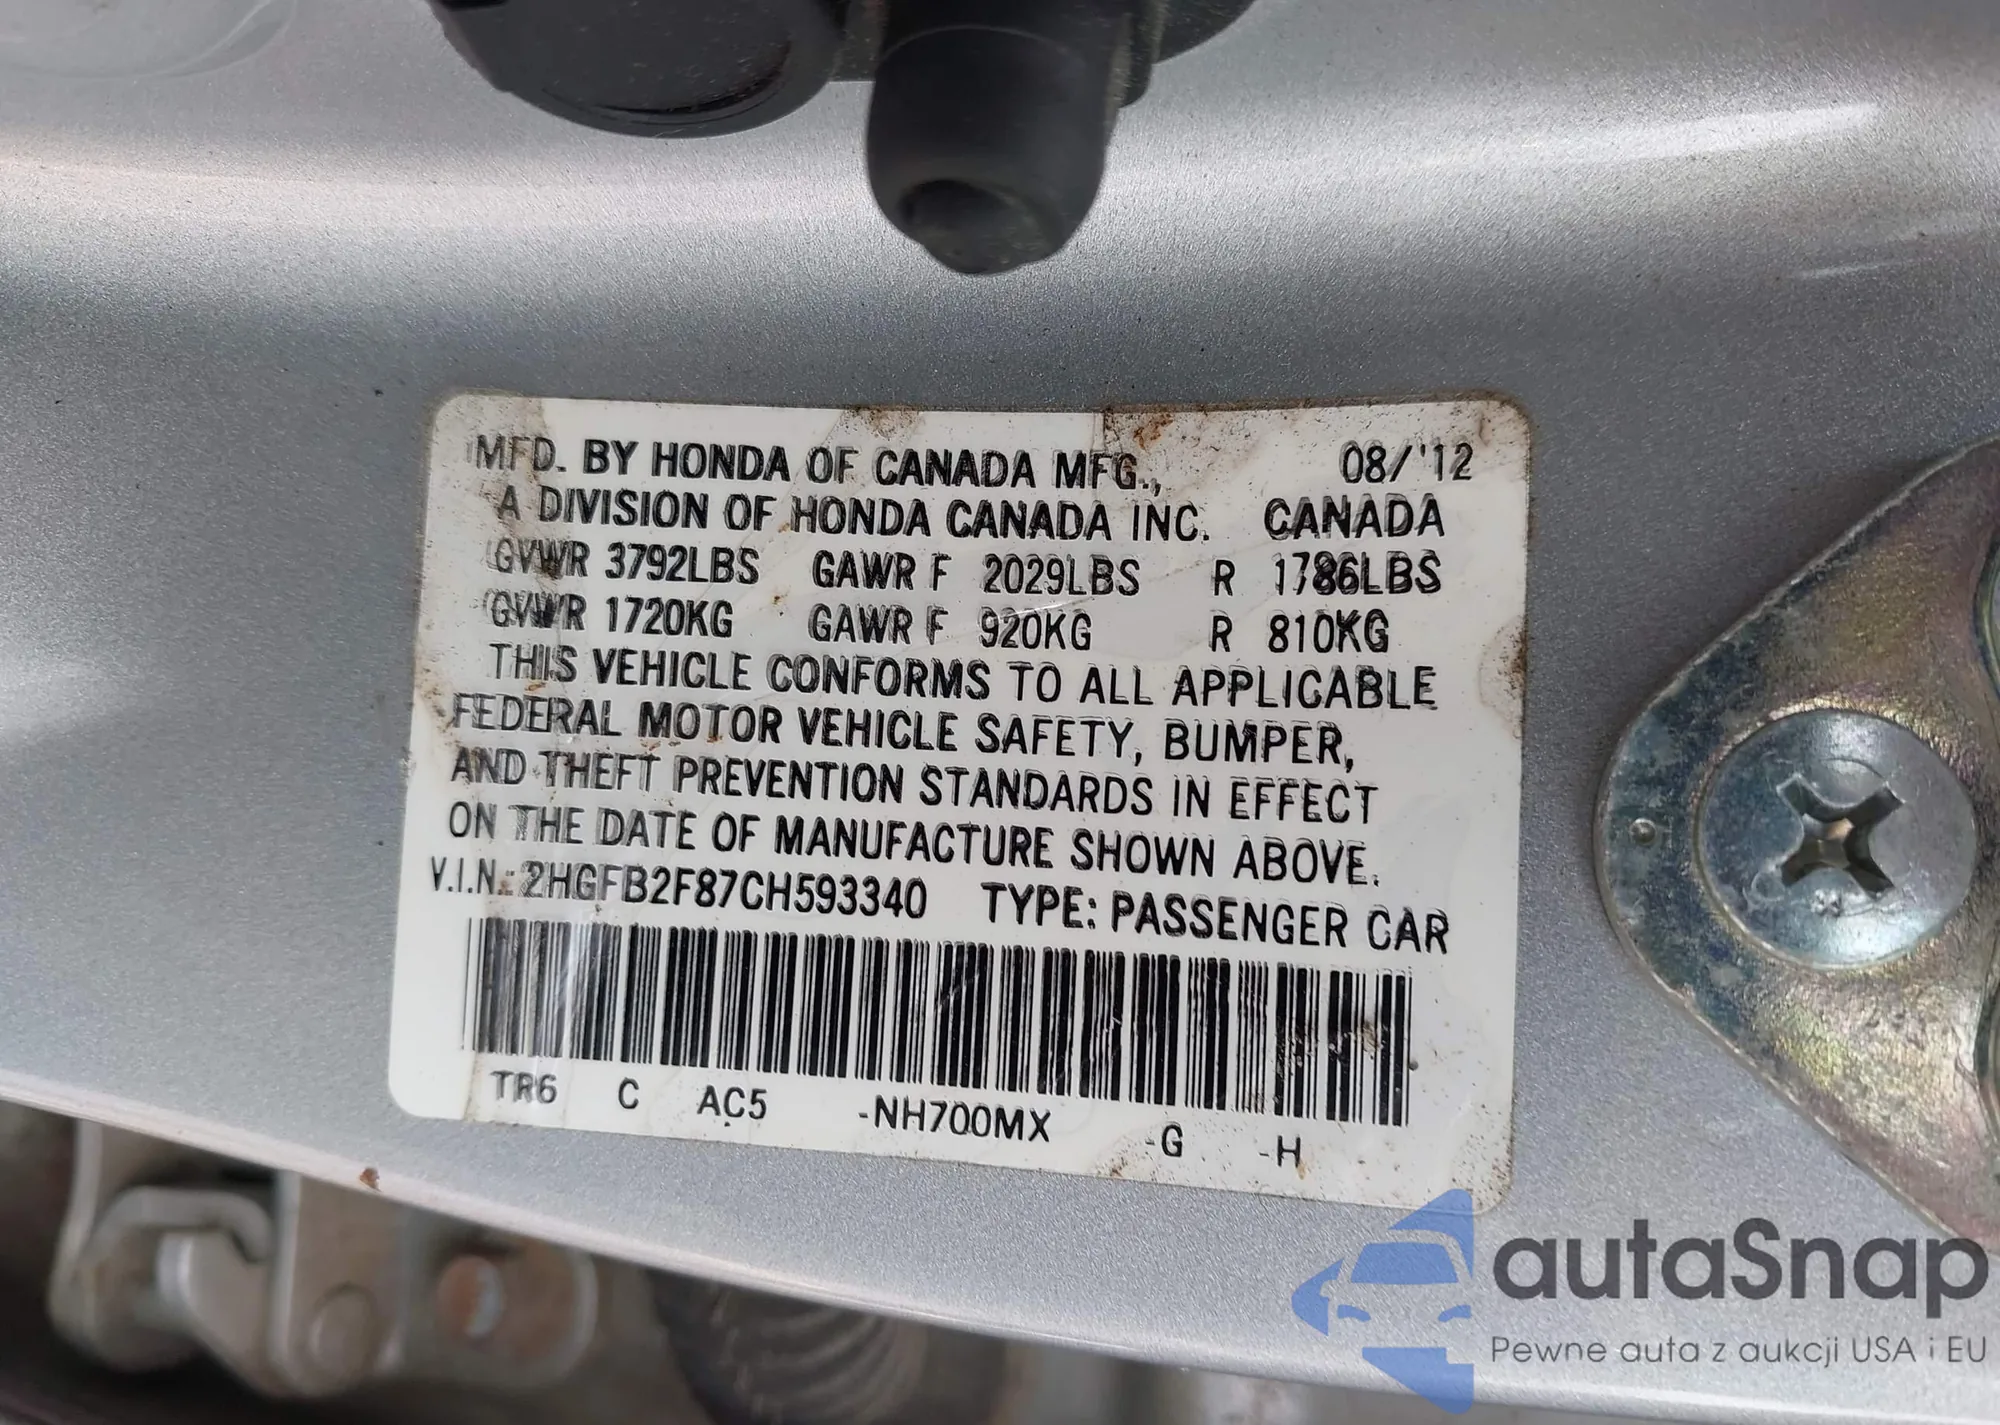 MFD. BY HONDA OF CANADA MFG., 08/'12
A DIVISION OF HONDA CANADA INC. CANADA
GVWR 3792LBS GAWR F 2029LBS R 1786LBS
GVWR 1720KG GAWR F 920KG R 810KG
THIS VEHICLE CONFORMS TO ALL APPLICABLE
FEDERAL MOTOR VEHICLE SAFETY, BUMPER,
AND THEFT PREVENTION STANDARDS IN EFFECT
ON THE DATE OF MANUFACTURE SHOWN ABOVE.
V.I.N.: 2HGFB2F87CH593340 TYPE: PASSENGER CAR
TR6 C AC5 -NH700MX -G -H
autaSnap
Pewne auta z aukcji USA i EU